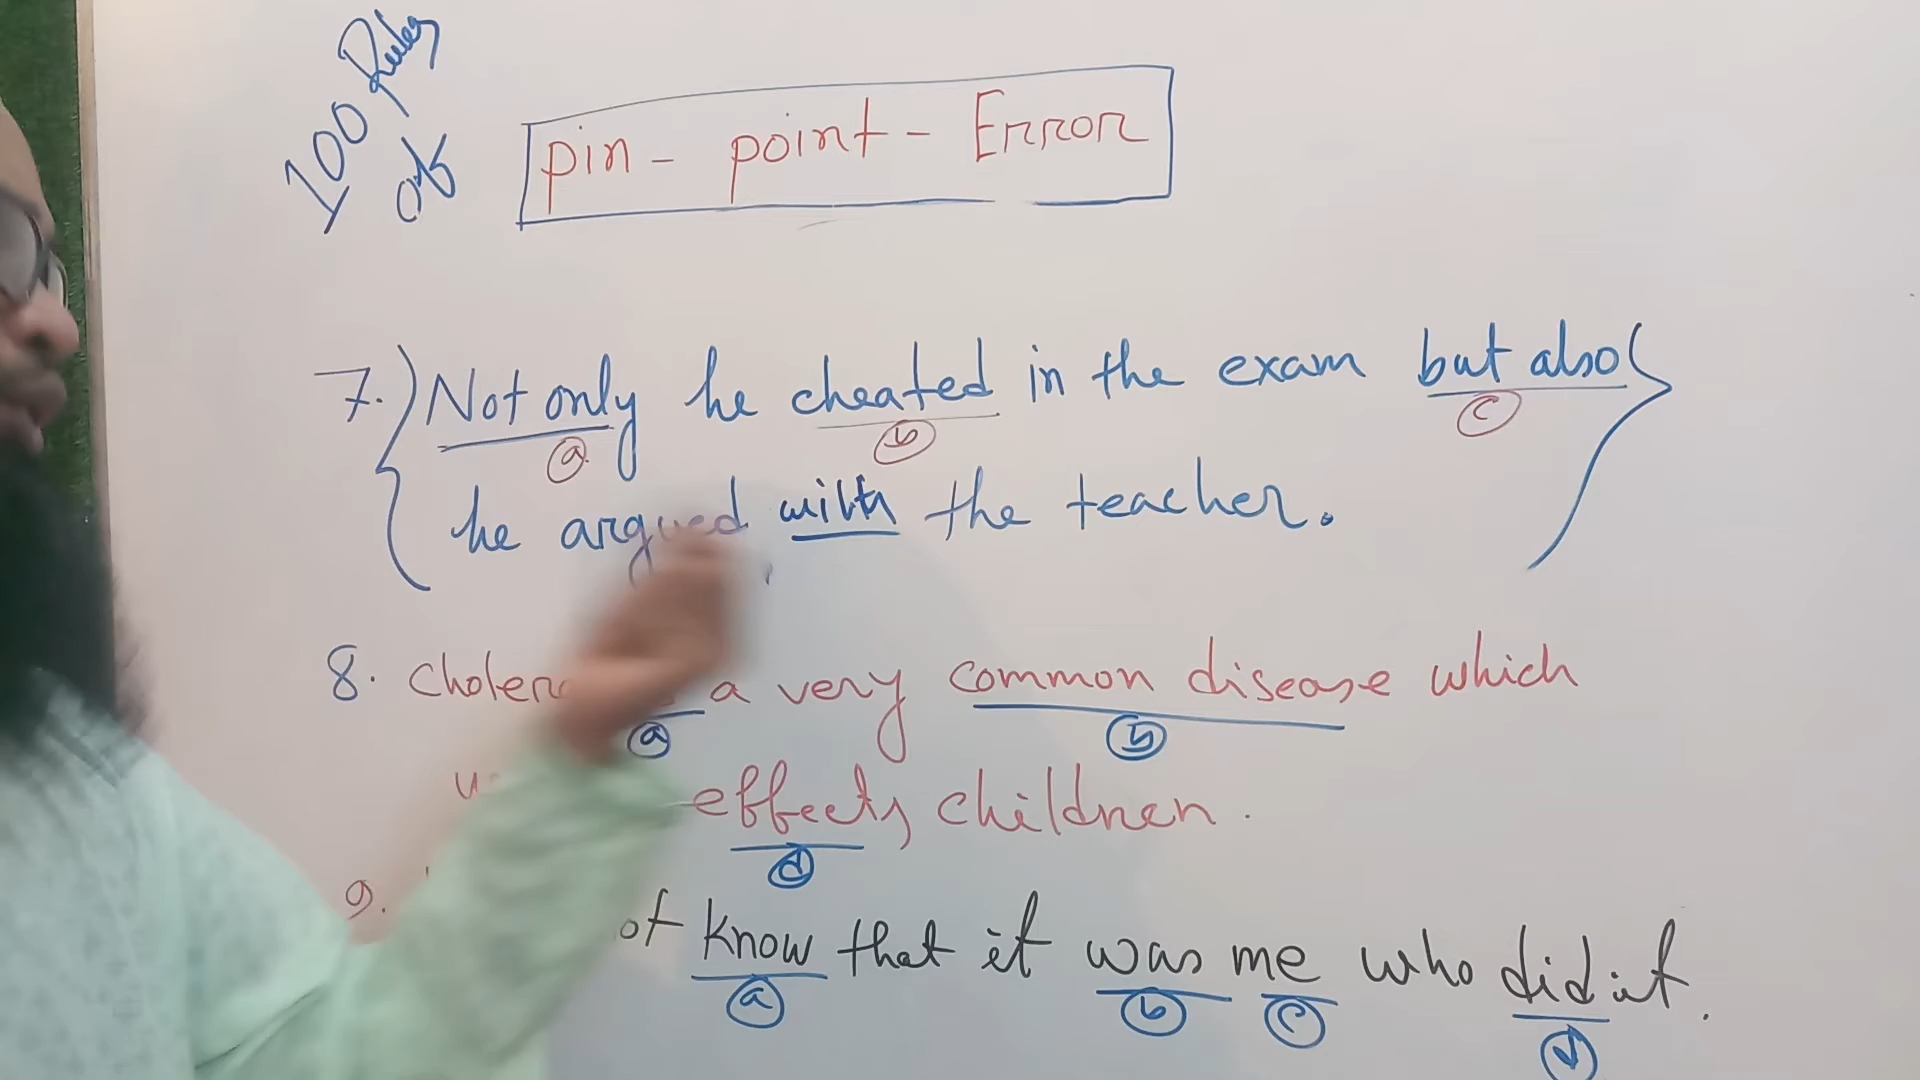 100 Rules
of
pin - point - Error
7. Not only he cheated in the exam but also
a b c
he argued with the teacher.
8. Cholera a very common disease which
a b
effects children.
d
9. know that it was me who did it.
a b c d